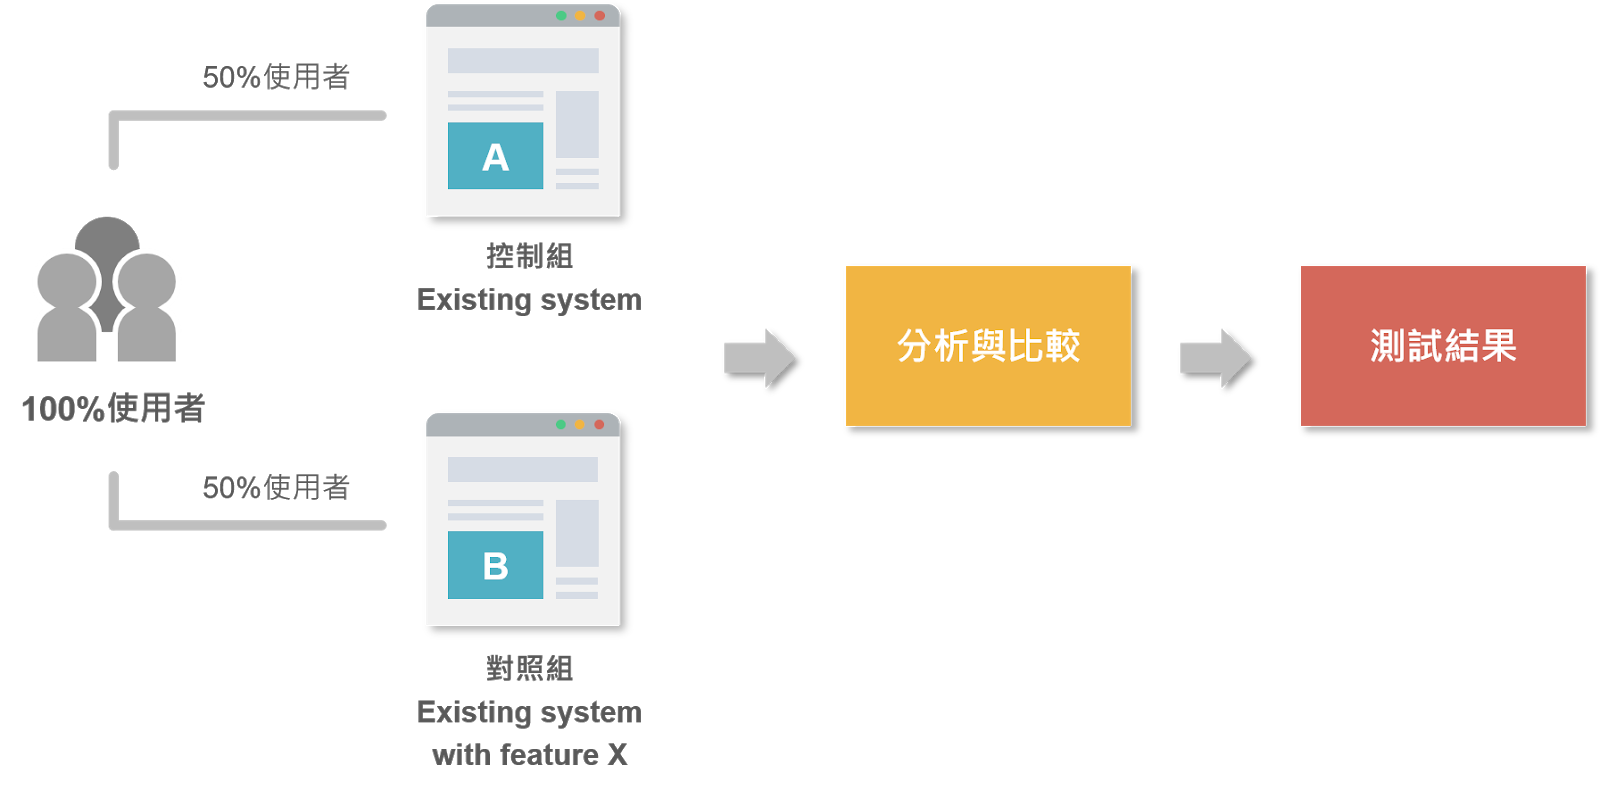 50%使用者
A
控制組
Existing system
100%使用者
分析與比較
測試結果
50%使用者
B
對照組
Existing system
with feature X